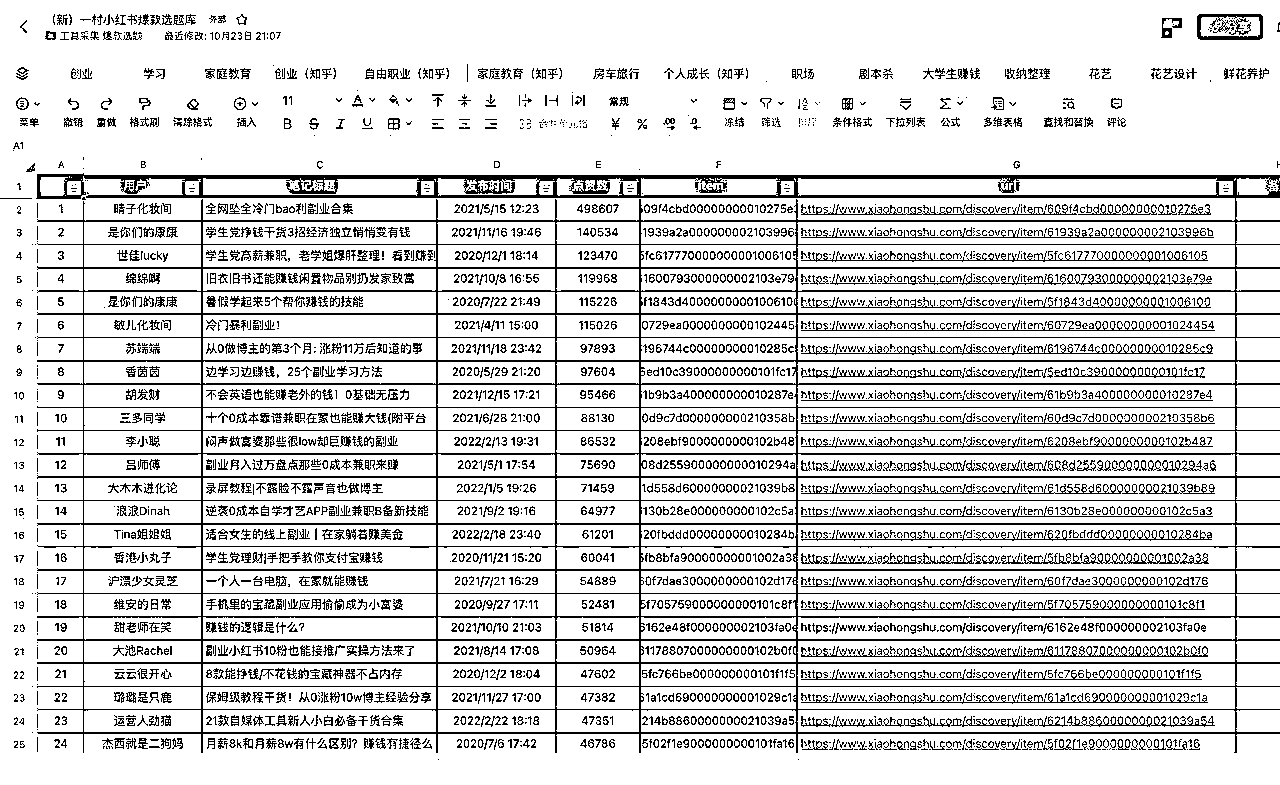 （新）一村小红书爆款选题库 外部
工具采集 爆款选题 最近修改: 10月23日 21:07
创业 学习 家庭教育 创业（知乎） 自由职业（知乎） 家庭教育（知乎） 房车旅行 个人成长（知乎） 职场 剧本杀 大学生赚钱 收纳整理 花艺 花艺设计 鲜花养护
11 常规
菜单 撤销 重做 格式刷 清除格式 插入 B S I U 合并单元格 ¥ % .00 .0 冻结 筛选 排序 条件格式 下拉列表 公式 多维表格 查找和替换 评论
A1
A B C D E F G H
1 用户 笔记标题 发布时间 点赞数 item url
2 1 晴子化妆间 全网坠全冷门bao利副业合集 2021/5/15 12:23 498607 609f4cbd00000000010275e3 https://www.xiaohongshu.com/discovery/item/609f4cbd00000000010275e3
3 2 是你们的康康 学生党挣钱干货3招经济独立悄悄变有钱 2021/11/16 19:46 140534 1939a2a0000000002103996b https://www.xiaohongshu.com/discovery/item/61939a2a000000002103996b
4 3 世佳lucky 学生党高薪兼职，老学姐爆肝整理！看到赚到 2020/12/1 18:14 123470 5fc617770000000001006105 https://www.xiaohongshu.com/discovery/item/5fc617770000000001006105
5 4 绵绵啊 旧衣旧书还能赚钱闲置物品别扔发家致富 2021/10/8 16:55 119968 61600793000000002103e79e https://www.xiaohongshu.com/discovery/item/61600793000000002103e79e
6 5 是你们的康康 暑假学起来5个帮你赚钱的技能 2020/7/22 21:49 115226 5f1843d40000000001006100 https://www.xiaohongshu.com/discovery/item/5f1843d40000000001006100
7 6 敏儿化妆间 冷门暴利副业！ 2021/4/11 15:00 115026 0729ea0000000001024454 https://www.xiaohongshu.com/discovery/item/60729ea00000000001024454
8 7 苏端端 从0做博主的第3个月: 涨粉11万后知道的事 2021/11/18 23:42 97893 6196744c00000000010285c9 https://www.xiaohongshu.com/discovery/item/6196744c00000000010285c9
9 8 香茵茵 边学习边赚钱，25个副业学习方法 2020/5/29 21:20 97604 5ed10c39000000000101fc17 https://www.xiaohongshu.com/discovery/item/5ed10c39000000000101fc17
10 9 胡发财 不会英语也能赚老外的钱！0基础无压力 2021/12/15 17:21 95466 1b9b3a400000000010287e4 https://www.xiaohongshu.com/discovery/item/61b9b3a400000000010287e4
11 10 三多同学 十个0成本靠谱兼职在家也能赚大钱(附平台 2021/6/28 21:00 88130 0d9c7d0000000000210358b https://www.xiaohongshu.com/discovery/item/60d9c7d000000000210358b6
12 11 李小聪 闷声做富婆那些很low却巨赚钱的副业 2022/2/13 19:31 86532 6208ebf9000000000102b487 https://www.xiaohongshu.com/discovery/item/6208ebf9000000000102b487
13 12 吕师傅 副业月入过万盘点那些0成本兼职来赚 2021/5/1 17:54 75690 08d2559000000000010294a https://www.xiaohongshu.com/discovery/item/608d255900000000010294a6
14 13 大木木进化论 录屏教程|不露脸不露声音也做博主 2022/1/5 19:26 71459 1d558d60000000021039b8 https://www.xiaohongshu.com/discovery/item/61d558d60000000021039b89
15 14 浪浪Dinah 逆袭0成本自学才艺APP副业兼职8备新技能 2021/9/2 19:16 64977 6130b28e000000000102c5a3 https://www.xiaohongshu.com/discovery/item/6130b28e000000000102c5a3
16 15 Tina姐姐姐 适合女生的线上副业｜在家躺着赚美金 2022/2/18 23:40 61201 620fbddd00000000010284ba https://www.xiaohongshu.com/discovery/item/620fbddd00000000010284ba
17 16 香港小丸子 学生党理财|手把手教你支付宝赚钱 2020/11/21 15:20 60041 5fb8bfa90000000001002a38 https://www.xiaohongshu.com/discovery/item/5fb8bfa90000000001002a38
18 17 沪漂少女灵芝 一个人一台电脑，在家就能赚钱 2021/7/21 16:29 54889 60f7dae3000000000102d176 https://www.xiaohongshu.com/discovery/item/60f7dae3000000000102d176
19 18 维安的日常 手机里的宝藏副业应用偷偷成为小富婆 2020/9/27 17:11 52481 5f705759000000000101c8f1 https://www.xiaohongshu.com/discovery/item/5f705759000000000101c8f1
20 19 甜老师在笑 赚钱的逻辑是什么？ 2021/10/10 21:03 51814 6162e48f000000002103fa0e https://www.xiaohongshu.com/discovery/item/6162e48f000000002103fa0e
21 20 大池Rachel 副业小红书10粉也能接推广实操方法来了 2021/8/14 17:08 50964 61178807000000000102b0f0 https://www.xiaohongshu.com/discovery/item/61178807000000000102b0f0
22 21 云云很开心 8款能挣钱/不花钱的宝藏神器不占内存 2020/12/2 18:04 47602 5fc766be000000000101f1f5 https://www.xiaohongshu.com/discovery/item/5fc766be000000000101f1f5
23 22 璐璐是只鹿 保姆级教程干货！从0涨粉10w博主经验分享 2021/11/27 17:00 47382 61a1cd690000000001029c1a https://www.xiaohongshu.com/discovery/item/61a1cd690000000001029c1a
24 23 运营人劲猫 21款自媒体工具新人小白必备干货合集 2022/2/22 18:18 47351 214b886000000021039a5 https://www.xiaohongshu.com/discovery/item/6214b8860000000021039a54
25 24 杰西就是二狗妈 月薪8k和月薪8w有什么区别？赚钱有捷径么 2020/7/6 17:42 46786 5f02f1e9000000000101fa16 https://www.xiaohongshu.com/discovery/item/5f02f1e9000000000101fa16